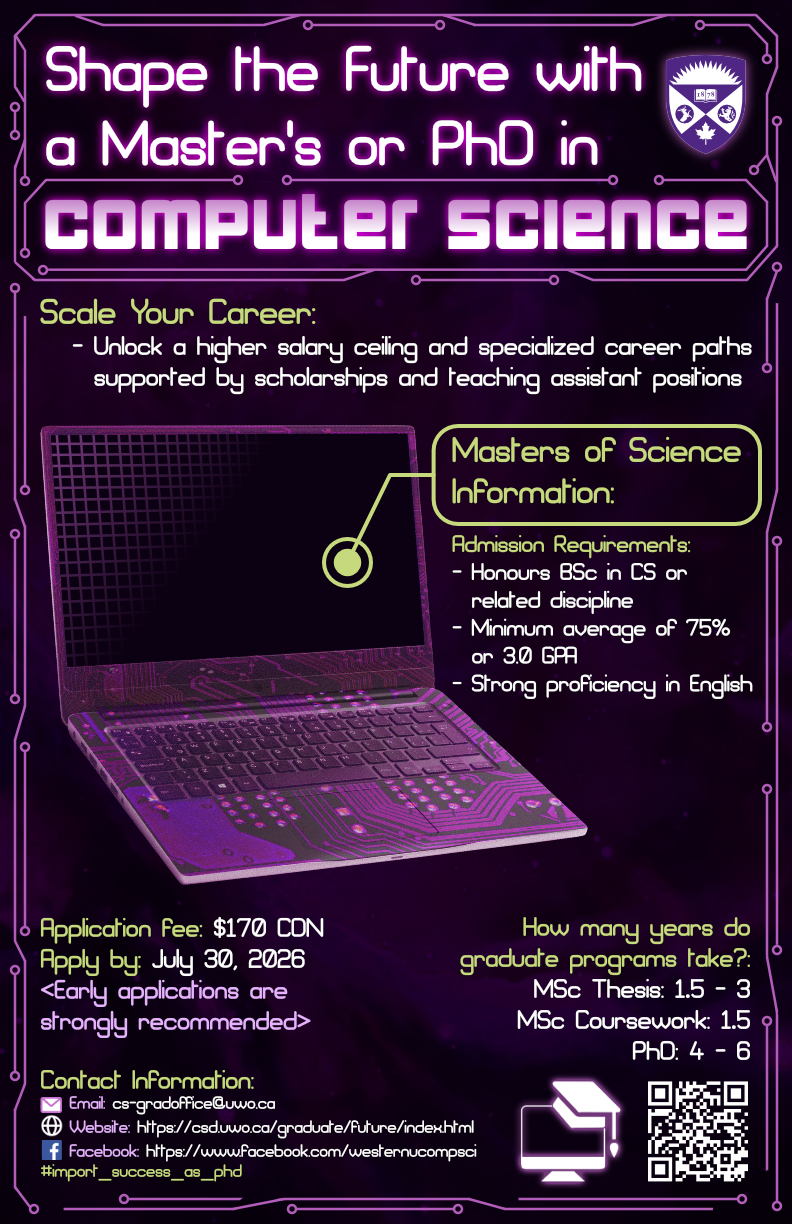 Shape the Future with
a Master's or PhD in
computer science
1878
Scale Your Career:
- Unlock a higher salary ceiling and specialized career paths
supported by scholarships and teaching assistant positions
Masters of Science
Information:
Admission Requirements:
- Honours BSc in CS or
related discipline
- Minimum average of 75%
or 3.0 GPA
- Strong proficiency in English
Application Fee: $170 CDN
Apply by: July 30, 2026
<Early applications are
strongly recommended>
How many years do
graduate programs take?:
MSc Thesis: 1.5 - 3
MSc Coursework: 1.5
PhD: 4 - 6
Contact Information:
Email: cs-gradoffice@uwo.ca
Website: https://csd.uwo.ca/graduate/future/index.html
Facebook: https://www.facebook.com/westernucompsci
#import_success_as_phd